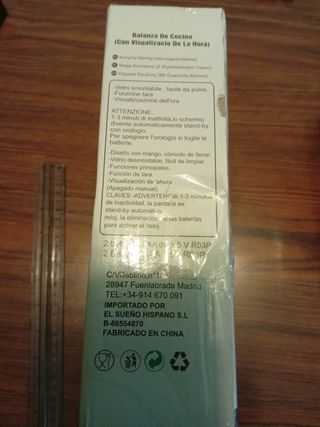 Balanza De Cocina
(Con Visualizacio De La Hora)
-Vetro smontabile,. facile da pulire.
-Funzione tara
-Visualizzazione dell'ora
ATTENZIONE:
1-3 minuti di inattività,lo schermo
diventa automaticamente stand-by
con orologio.
Per spegnere l'orologio si toglie le
batterie.
-Diseño con mango, cómodo de llevar
-Vidrio desmontable, fácil de limpiar.
-Funciones principales.
-Función de tara.
-Visualización de 'ahora
(Apagado manual)
CLAVES -ADVERTENCIA:1-3 minutos
de inactividad, la pantalla se
stand-by automático
reloj, la eliminación de las baterías
para activar el 'reloj
V R03P
28947 Fuenlaorada Madrid
TEL:+34-914 670 091
IMPORTADO POR
EL SUEÑO HISPANO S.L
B-86554870
FABRICADO EN CHINA